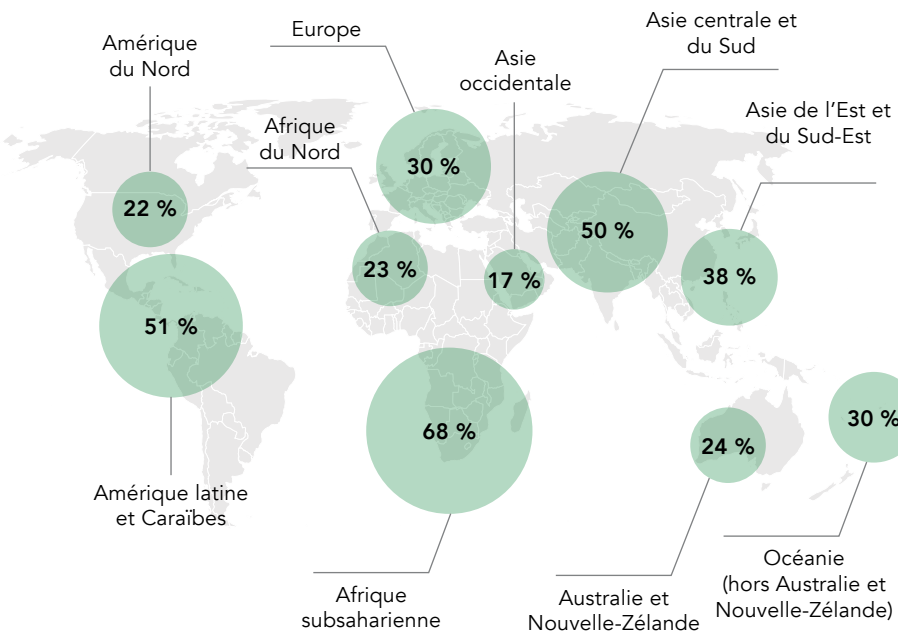 Amérique
du Nord
22 %
Europe
30 %
Afrique
du Nord
23 %
Asie
occidentale
17 %
Asie centrale et
du Sud
50 %
Asie de l'Est et
du Sud-Est
38 %
51 %
Amérique latine
et Caraïbes
68 %
Afrique
subsaharienne
24 %
Australie et
Nouvelle-Zélande
30 %
Océanie
(hors Australie et
Nouvelle-Zélande)